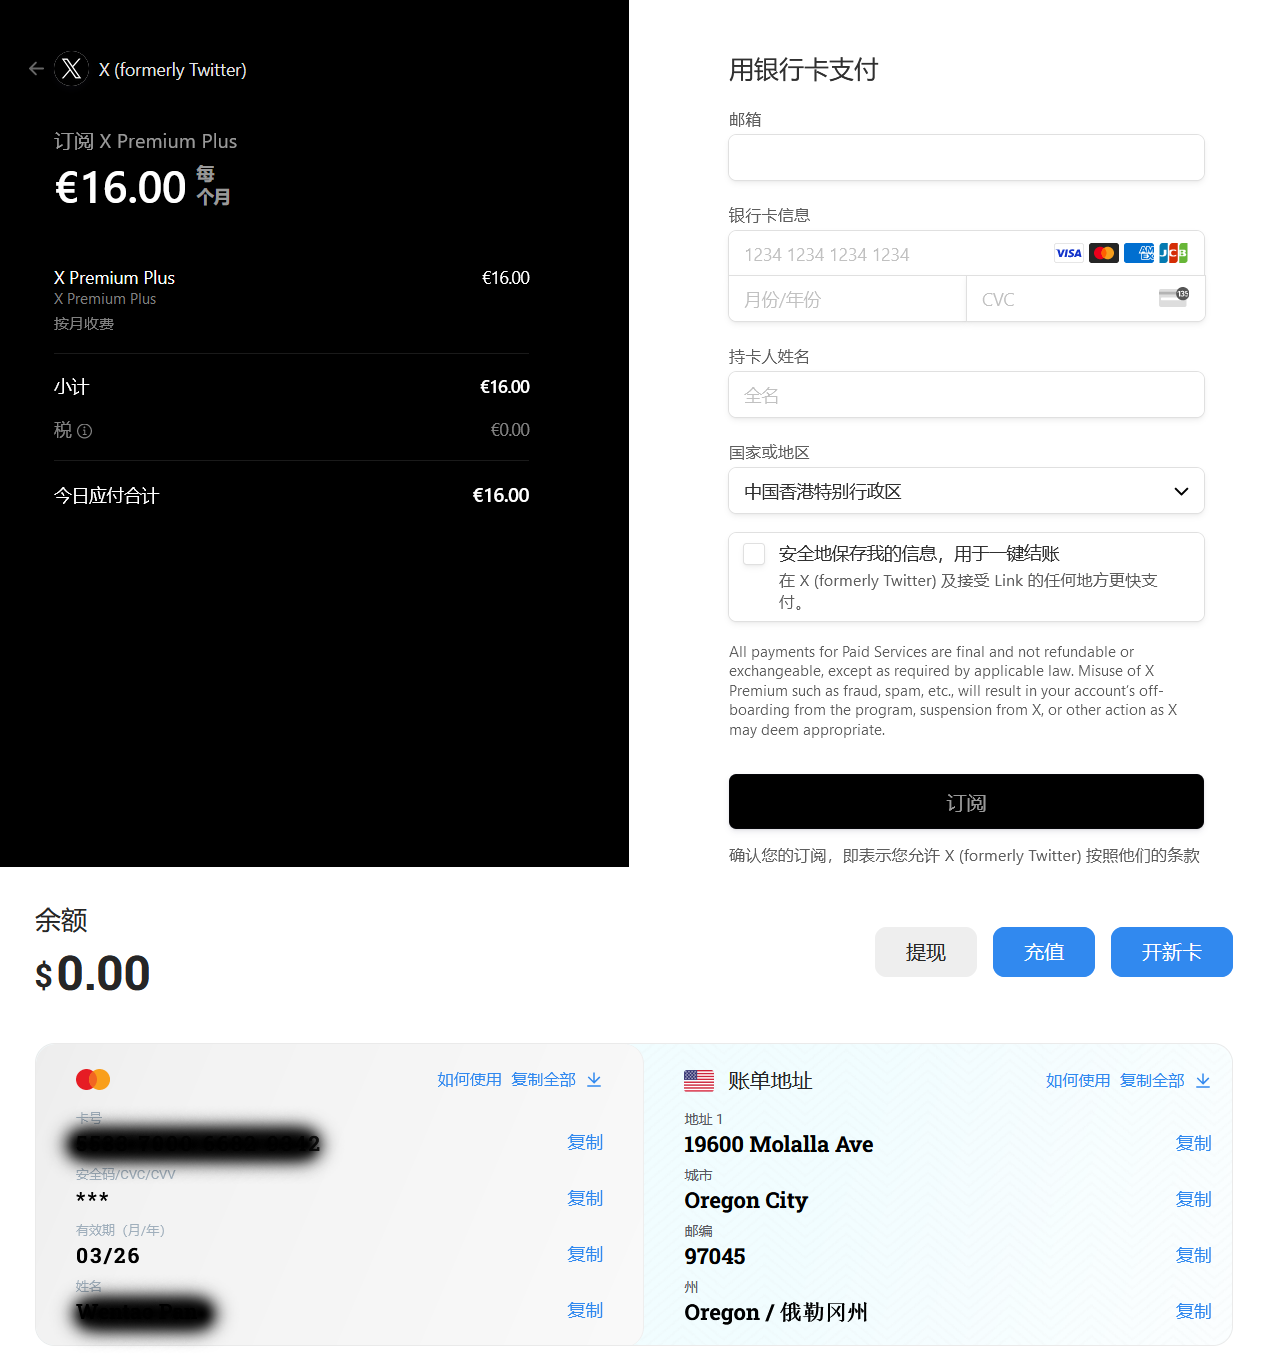 X (formerly Twitter)
订阅 X Premium Plus
€16.00 每
个月
X Premium Plus €16.00
X Premium Plus
按月收费
小计 €16.00
税 €0.00
今日应付合计 €16.00
用银行卡支付
邮箱
银行卡信息
1234 1234 1234 1234 VISA AM EX JCB
月份/年份 CVC 135
持卡人姓名
全名
国家或地区
中国香港特别行政区
安全地保存我的信息，用于一键结账
在 X (formerly Twitter) 及接受 Link 的任何地方更快支
付。
All payments for Paid Services are final and not refundable or
exchangeable, except as required by applicable law. Misuse of X
Premium such as fraud, spam, etc., will result in your account’s off-
boarding from the program, suspension from X, or other action as X
may deem appropriate.
订阅
确认您的订阅，即表示您允许 X (formerly Twitter) 按照他们的条款
余额
$0.00
提现 充值 开新卡
如何使用 复制全部
卡号
复制
安全码/CVC/CVV
*** 复制
有效期（月/年）
03/26 复制
姓名
复制
账单地址 如何使用 复制全部
地址 1
19600 Molalla Ave 复制
城市
Oregon City 复制
邮编
97045 复制
州
Oregon / 俄勒冈州 复制